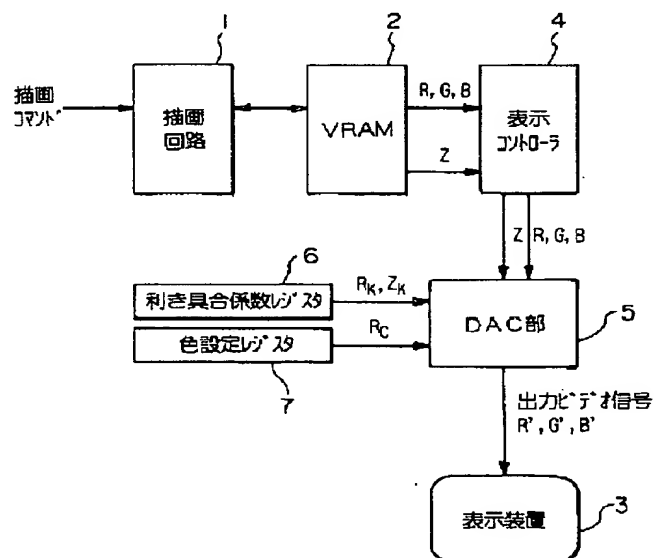 1
2
4
描画
コマンド
描画
回路
VRAM
R, G, B
Z
表示
コントローラ
Z
R, G, B
6
利き具合係数レジスタ
RK, ZK
DAC部
5
色設定レジスタ
RC
7
出力ビデオ信号
R', G', B'
表示装置
3